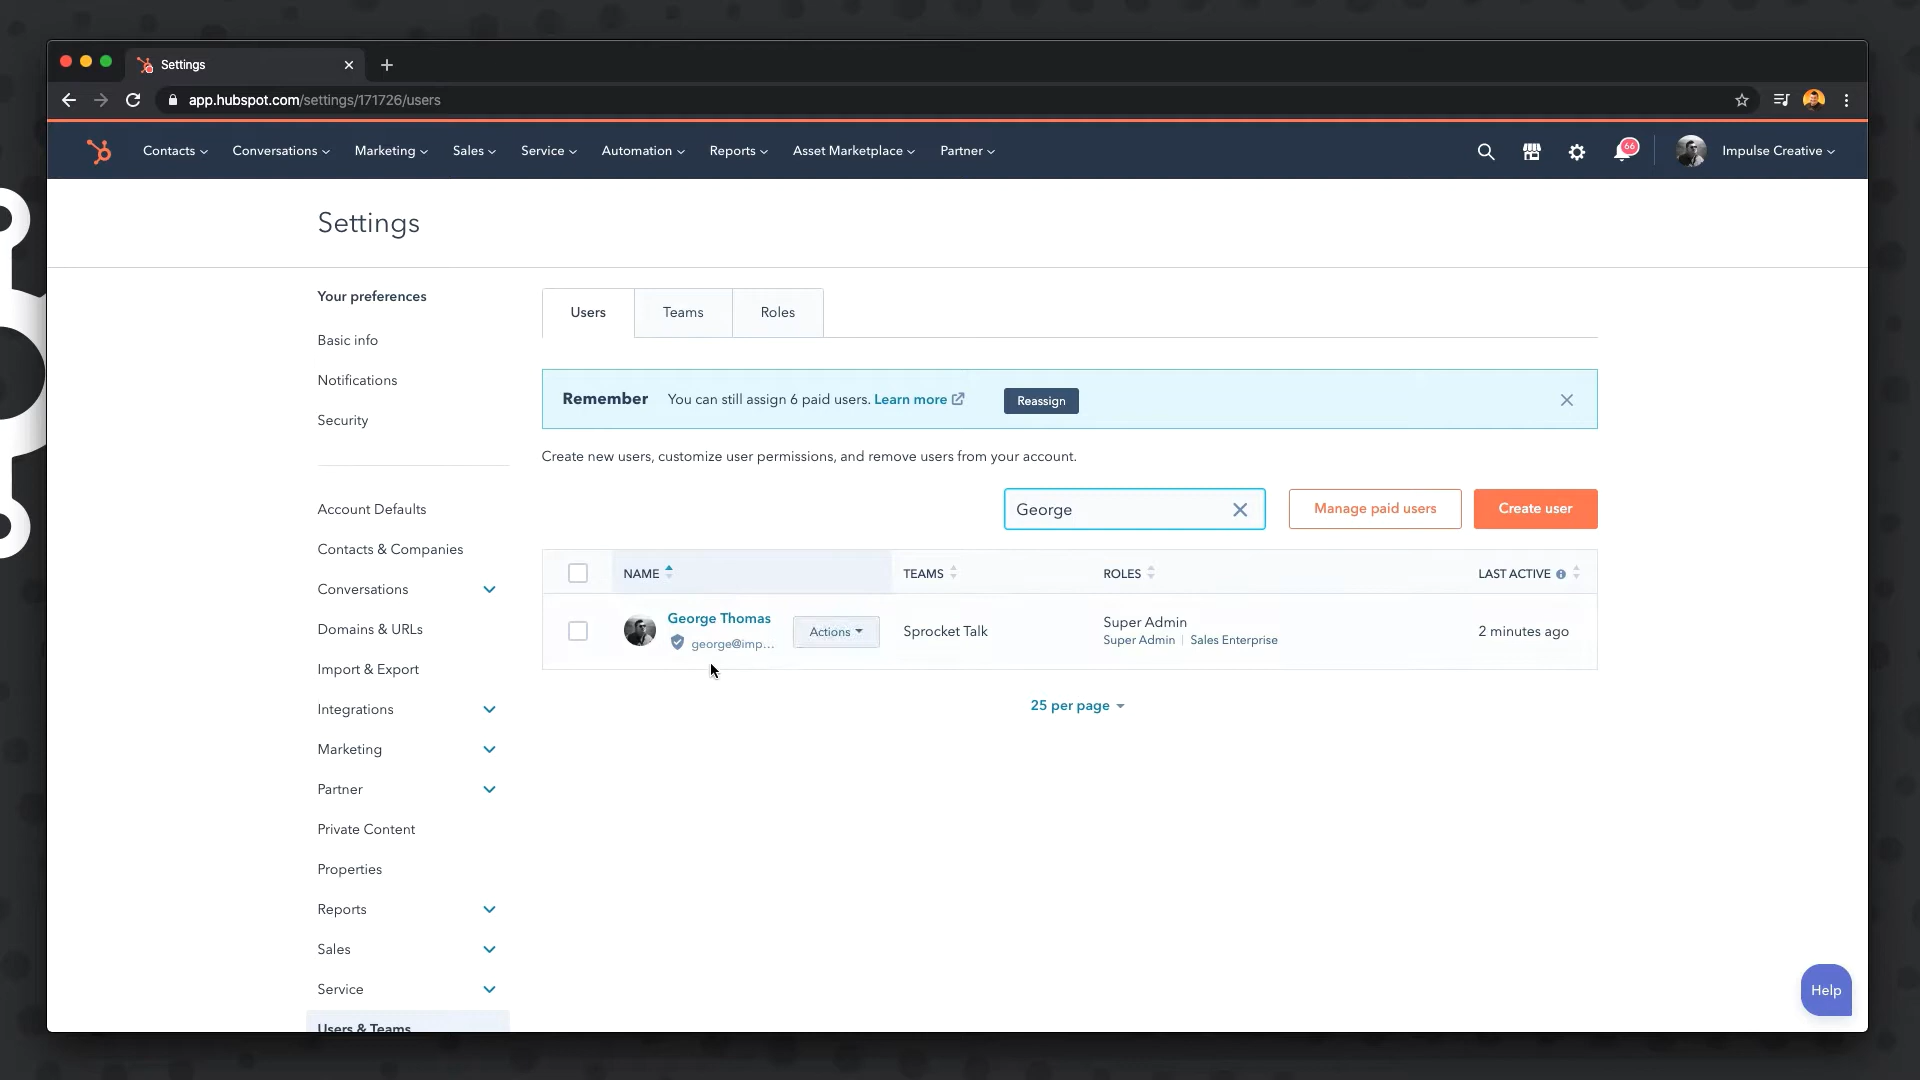 Settings
app.hubspot.com/settings/171726/users
Contacts
Conversations
Marketing
Sales
Service
Automation
Reports
Asset Marketplace
Partner
66
Impulse Creative
Settings
Your preferences
Basic info
Notifications
Security
Account Defaults
Contacts & Companies
Conversations
Domains & URLs
Import & Export
Integrations
Marketing
Partner
Private Content
Properties
Reports
Sales
Service
Users & Teams
Users
Teams
Roles
Remember You can still assign 6 paid users. Learn more
Reassign
Create new users, customize user permissions, and remove users from your account.
George
Manage paid users
Create user
NAME
TEAMS
ROLES
LAST ACTIVE
George Thomas
george@imp...
Actions
Sprocket Talk
Super Admin
Super Admin | Sales Enterprise
2 minutes ago
25 per page
Help